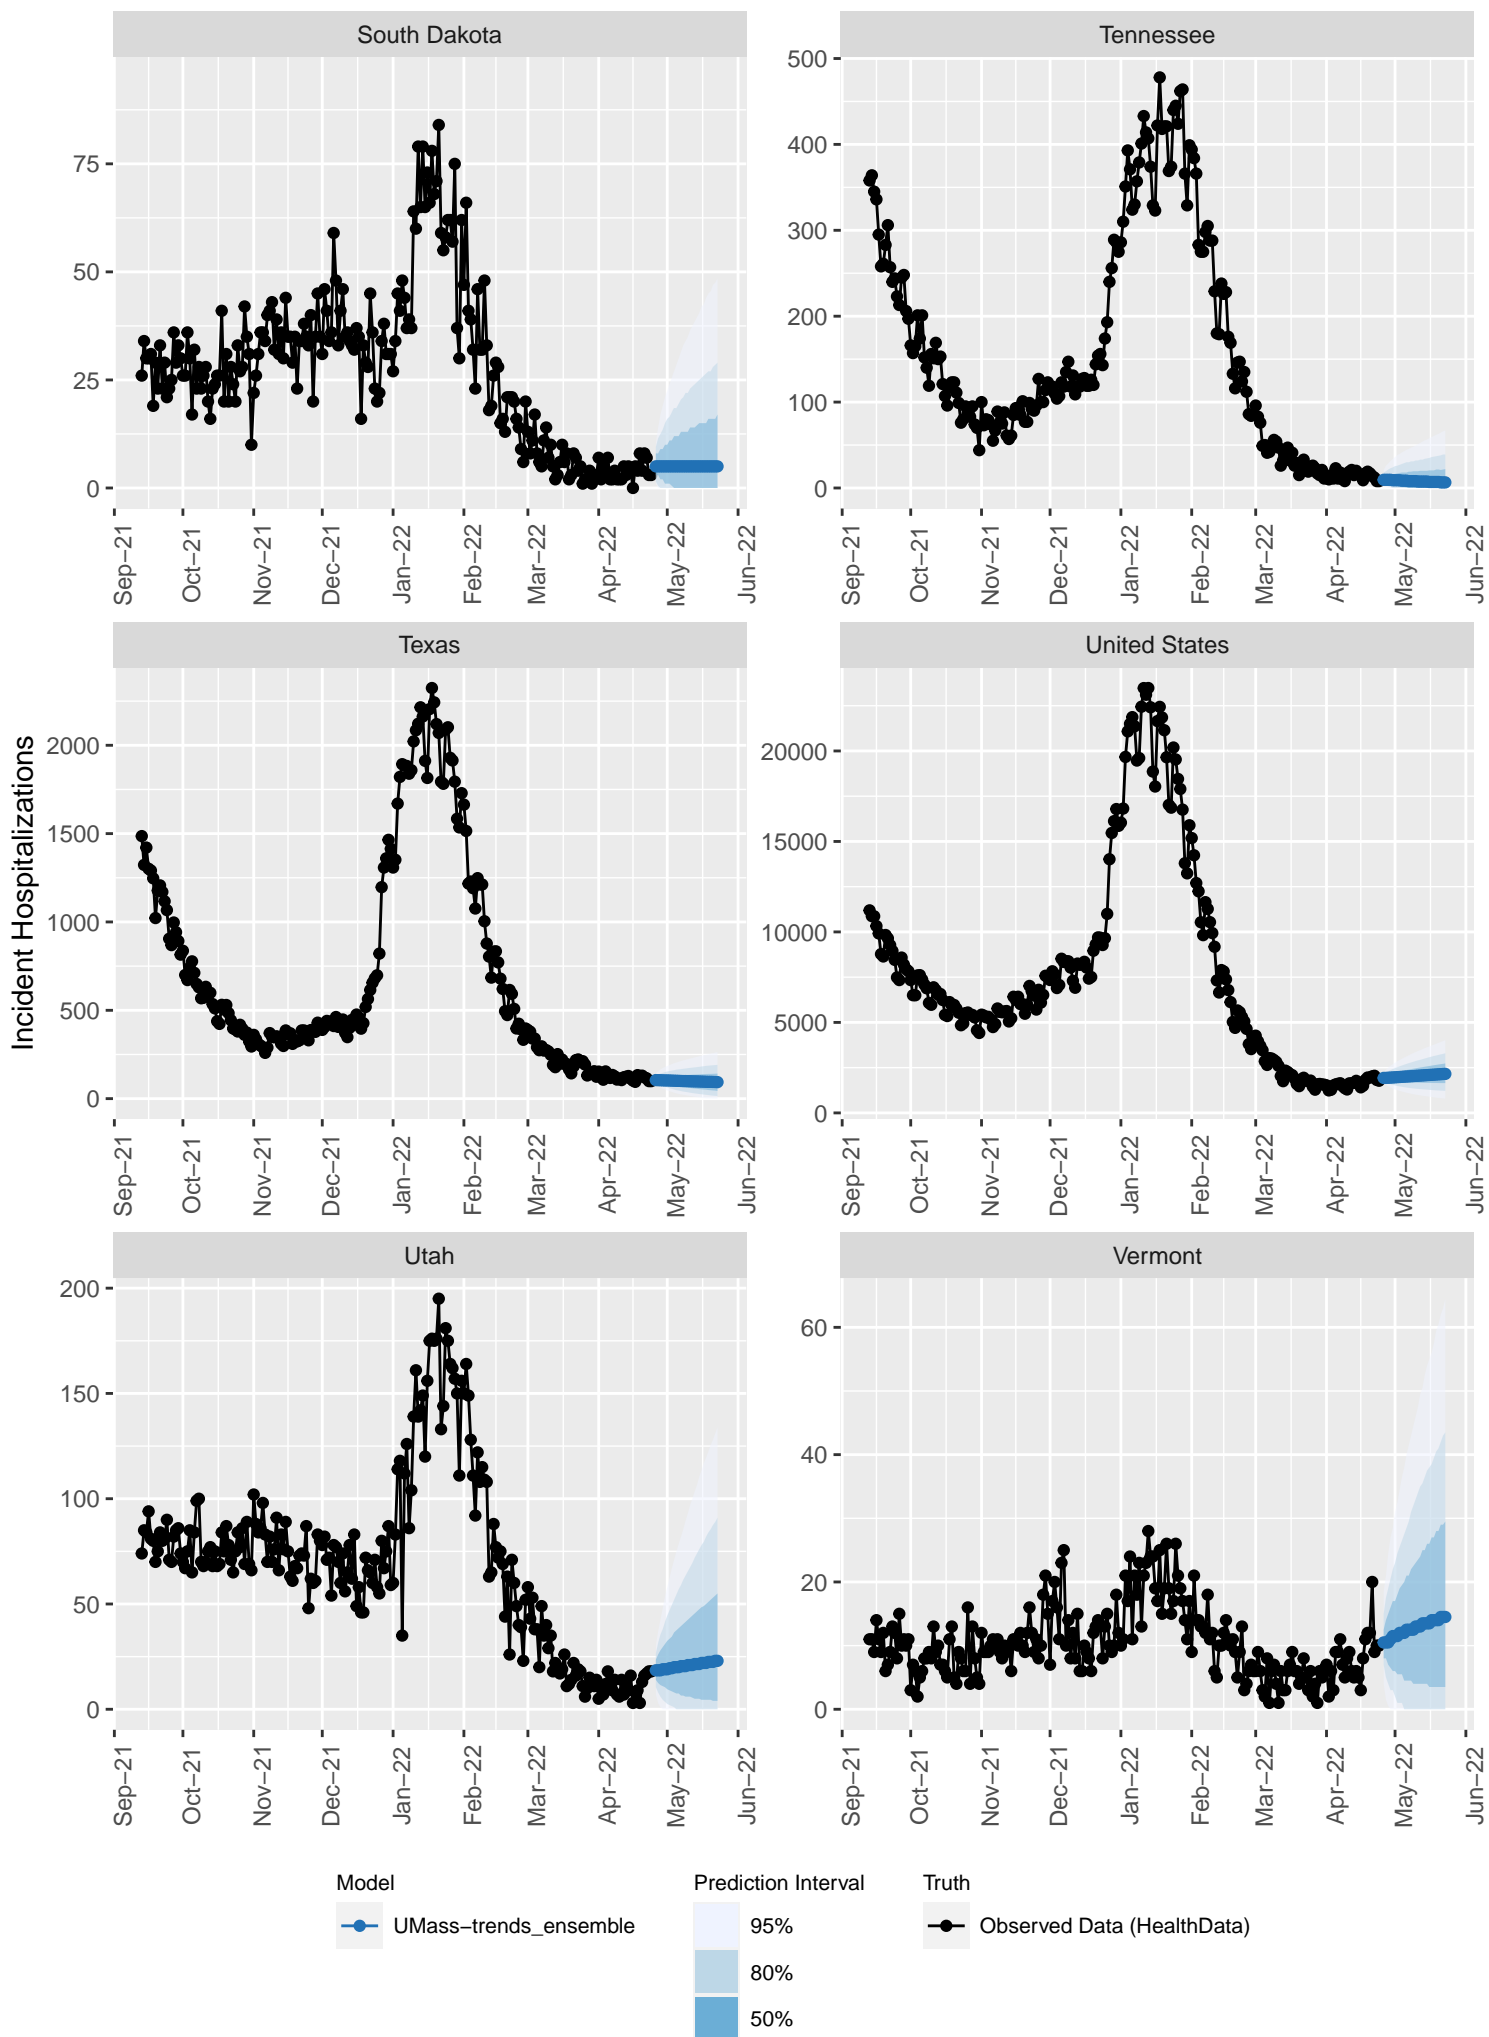 South Dakota
Tennessee
75
50
25
0
500
400
300
200
100
0
Sep−21
Oct−21
Nov−21
Dec−21
Jan−22
Feb−22
Mar−22
Apr−22
May−22
Jun−22
Sep−21
Oct−21
Nov−21
Dec−21
Jan−22
Feb−22
Mar−22
Apr−22
May−22
Jun−22
Texas
United States
Incident Hospitalizations
2000
1500
1000
500
0
20000
15000
10000
5000
0
Sep−21
Oct−21
Nov−21
Dec−21
Jan−22
Feb−22
Mar−22
Apr−22
May−22
Jun−22
Sep−21
Oct−21
Nov−21
Dec−21
Jan−22
Feb−22
Mar−22
Apr−22
May−22
Jun−22
Utah
Vermont
200
150
100
50
0
60
40
20
0
Sep−21
Oct−21
Nov−21
Dec−21
Jan−22
Feb−22
Mar−22
Apr−22
May−22
Jun−22
Sep−21
Oct−21
Nov−21
Dec−21
Jan−22
Feb−22
Mar−22
Apr−22
May−22
Jun−22
Model
UMass−trends_ensemble
Prediction Interval
95%
80%
50%
Truth
Observed Data (HealthData)